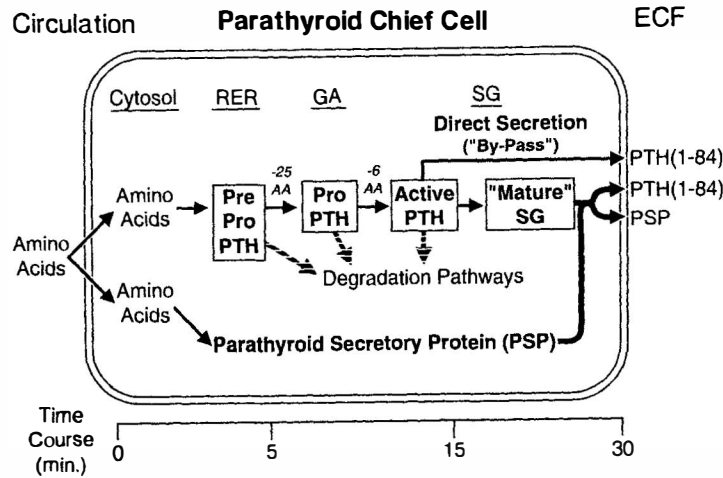 Circulation
Parathyroid Chief Cell
ECF
Cytosol
RER
GA
SG
Direct Secretion
("By-Pass")
PTH(1-84)
-25
AA
-6
AA
Amino
Acids
Pre
Pro
PTH
Pro
PTH
Active
PTH
"Mature"
SG
PTH(1-84)
PSP
Amino
Acids
Degradation Pathways
Amino
Acids
Parathyroid Secretory Protein (PSP)
Time
Course
(min.)
0
5
15
30